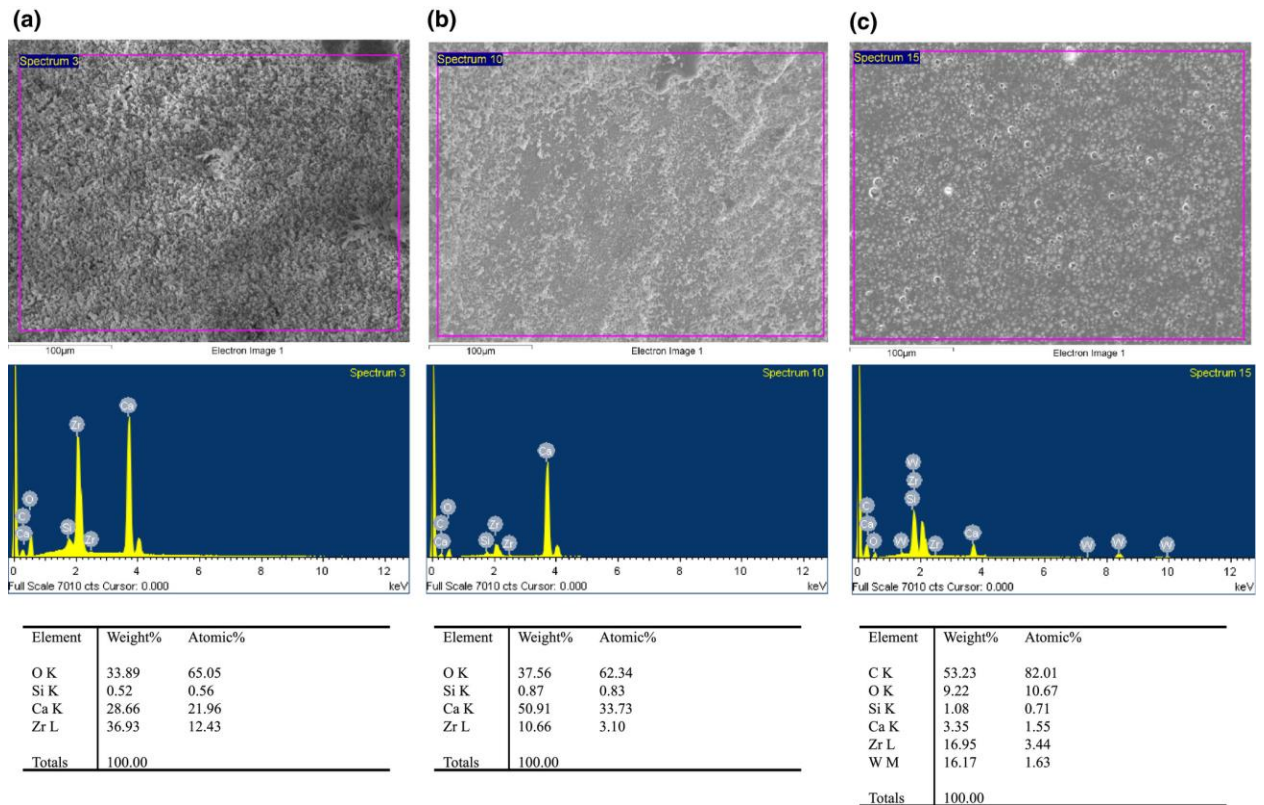 (a)
(b)
(c)
Spectrum 3
Spectrum 10
Spectrum 15
100µm Electron Image 1
100µm Electron Image 1
100µm Electron Image 1
Spectrum 3
Ca
Zr
O
C
Ca
Si
Zr
0 2 4 6 8 10 12
Full Scale 7010 cts Cursor: 0.000 keV
Spectrum 10
Ca
O
C
Ca
Zr
Si
Zr
0 2 4 6 8 10 12
Full Scale 7010 cts Cursor: 0.000 keV
Spectrum 15
W
Zr
Si
C
Ca
O
W
Zr
Ca
W
W
W
0 2 4 6 8 10 12
Full Scale 7010 cts Cursor: 0.000 keV
Element Weight% Atomic%
O K 33.89 65.05
Si K 0.52 0.56
Ca K 28.66 21.96
Zr L 36.93 12.43
Totals 100.00
Element Weight% Atomic%
O K 37.56 62.34
Si K 0.87 0.83
Ca K 50.91 33.73
Zr L 10.66 3.10
Totals 100.00
Element Weight% Atomic%
C K 53.23 82.01
O K 9.22 10.67
Si K 1.08 0.71
Ca K 3.35 1.55
Zr L 16.95 3.44
W M 16.17 1.63
Totals 100.00